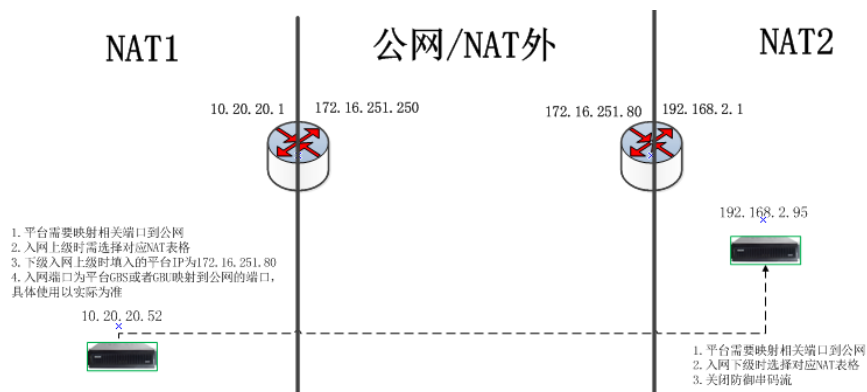 NAT1
公网/NAT外
NAT2
10.20.20.1
172.16.251.250
172.16.251.80
192.168.2.1
192.168.2.95
1.平台需要映射相关端口到公网
2.入网上级时需选择对应NAT表格
3.下级入网上级时填入的平台IP为172.16.251.80
4.入网端口为平台GBS或者GBU映射到公网的端口，
具体使用以实际为准
10.20.20.52
1.平台需要映射相关端口到公网
2.入网下级时选择对应NAT表格
3.关闭防御串码流